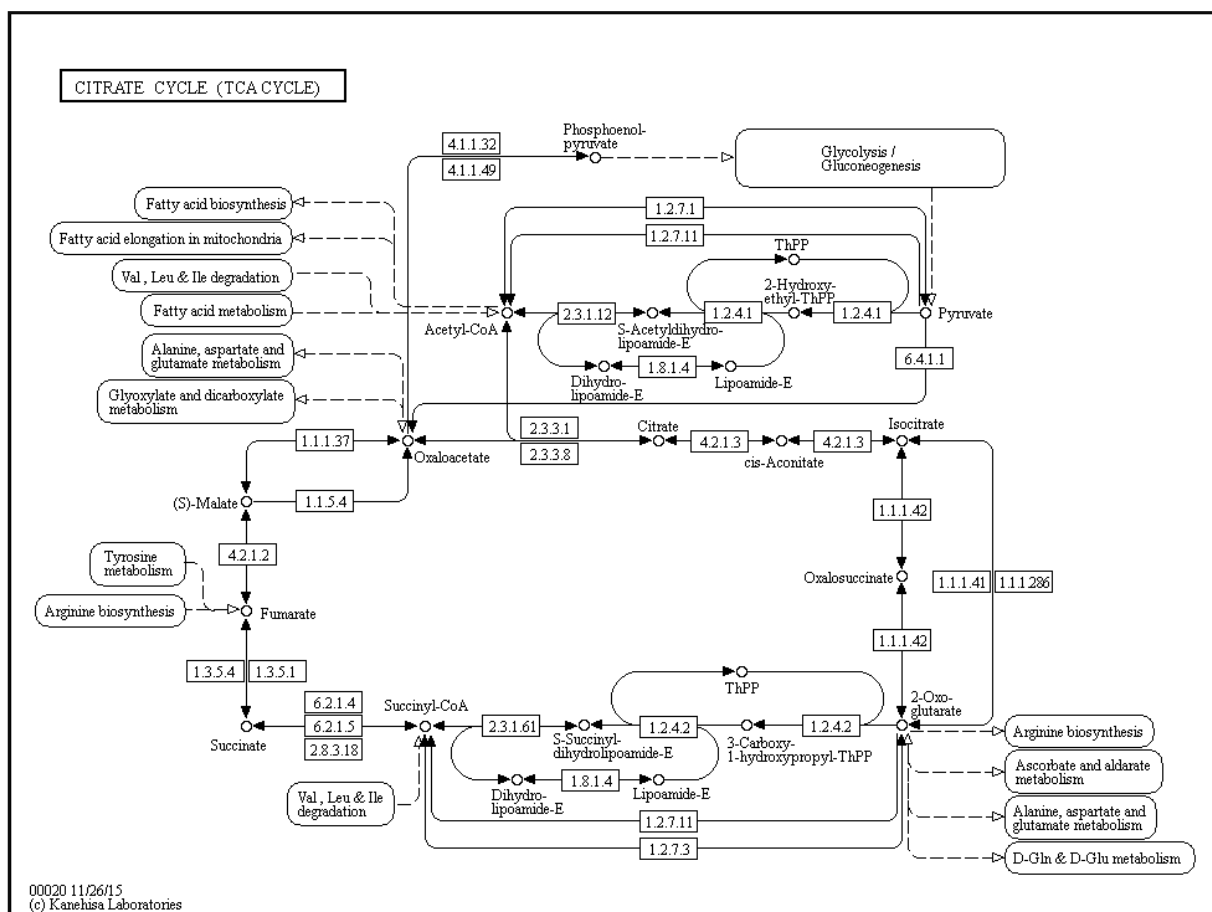 CITRATE CYCLE (TCA CYCLE)
Phosphoenol-
pyruvate
4.1.1.32
4.1.1.49
Glycolysis /
Gluconeogenesis
Fatty acid biosynthesis
Fatty acid elongation in mitochondria
Val , Leu & Ile degradation
Fatty acid metabolism
1.2.7.1
1.2.7.11
ThPP
2-Hydroxy-
ethyl-ThPP
Acetyl-CoA
2.3.1.12
S-Acetyldihydro-
lipoamide-E
1.2.4.1
1.2.4.1
Pyruvate
Alanine, aspartate and
glutamate metabolism
Glyoxylate and dicarboxylate
metabolism
Dihydro-
lipoamide-E
1.8.1.4
Lipoamide-E
6.4.1.1
1.1.1.37
Oxaloacetate
2.3.3.1
2.3.3.8
Citrate
4.2.1.3
cis-Aconitate
4.2.1.3
Isocitrate
(S)-Malate
1.1.5.4
1.1.1.42
4.2.1.2
Tyrosine
metabolism
Arginine biosynthesis
Fumarate
Oxalosuccinate
1.1.1.41
1.1.1.286
1.1.1.42
1.3.5.4
1.3.5.1
ThPP
6.2.1.4
6.2.1.5
2.8.3.18
Succinate
Succinyl-CoA
2.3.1.61
S-Succinyl-
dihydrolipoamide-E
1.2.4.2
3-Carboxy-
1-hydroxypropyl-ThPP
1.2.4.2
2-Oxo-
glutarate
Arginine biosynthesis
Val , Leu & Ile
degradation
Dihydro-
lipoamide-E
1.8.1.4
Lipoamide-E
Ascorbate and aldarate
metabolism
1.2.7.11
Alanine, aspartate and
glutamate metabolism
1.2.7.3
D-Gln & D-Glu metabolism
00020 11/26/15
(c) Kanehisa Laboratories